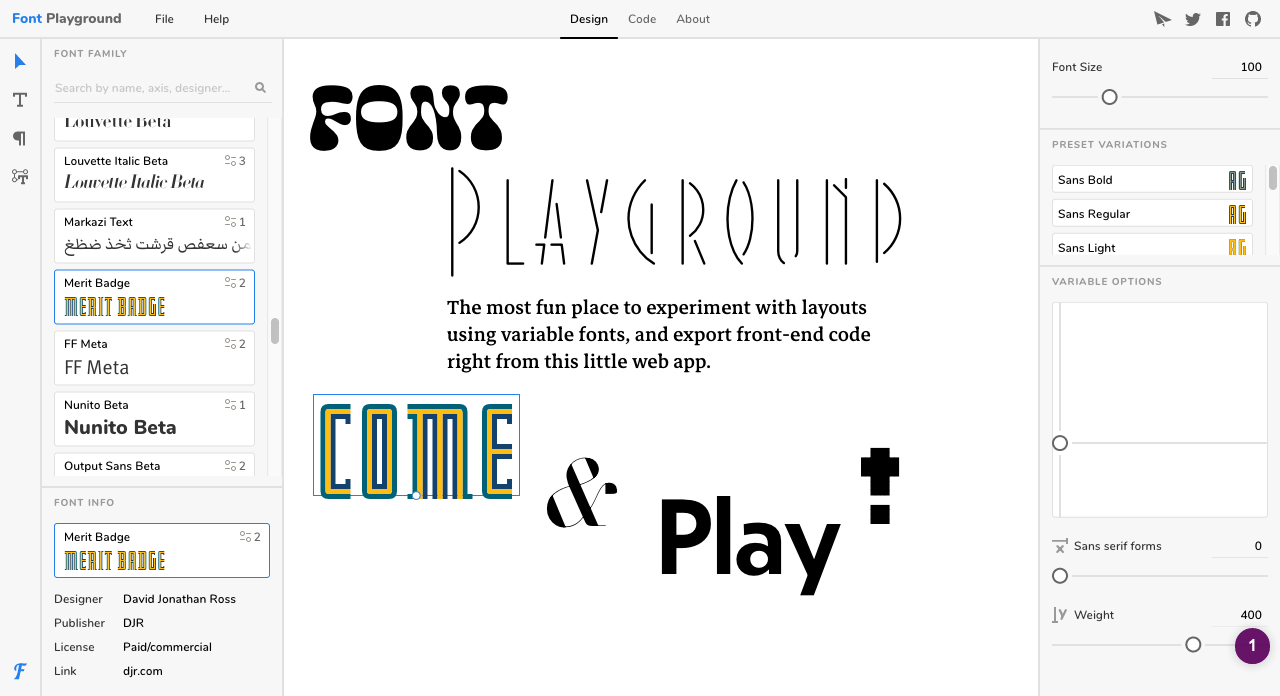 Font Playground
File
Help
Design
Code
About
FONT FAMILY
Search by name, axis, designer...
Louvette Beta
Louvette Italic Beta
3
Louvette Italic Beta
Markazi Text
1
من سعفص قرشت ثخذ ضظغ
Merit Badge
2
MERIT BADGE
FF Meta
2
FF Meta
Nunito Beta
1
Nunito Beta
Output Sans Beta
2
FONT INFO
Merit Badge
2
MERIT BADGE
Designer David Jonathan Ross
Publisher DJR
License Paid/commercial
Link djr.com
FONT
PLAYGROUND
The most fun place to experiment with layouts
using variable fonts, and export front-end code
right from this little web app.
COME
&
Play
!
Font Size 100
PRESET VARIATIONS
Sans Bold AG
Sans Regular AG
Sans Light AG
VARIABLE OPTIONS
x Sans serif forms 0
y Weight 400
1